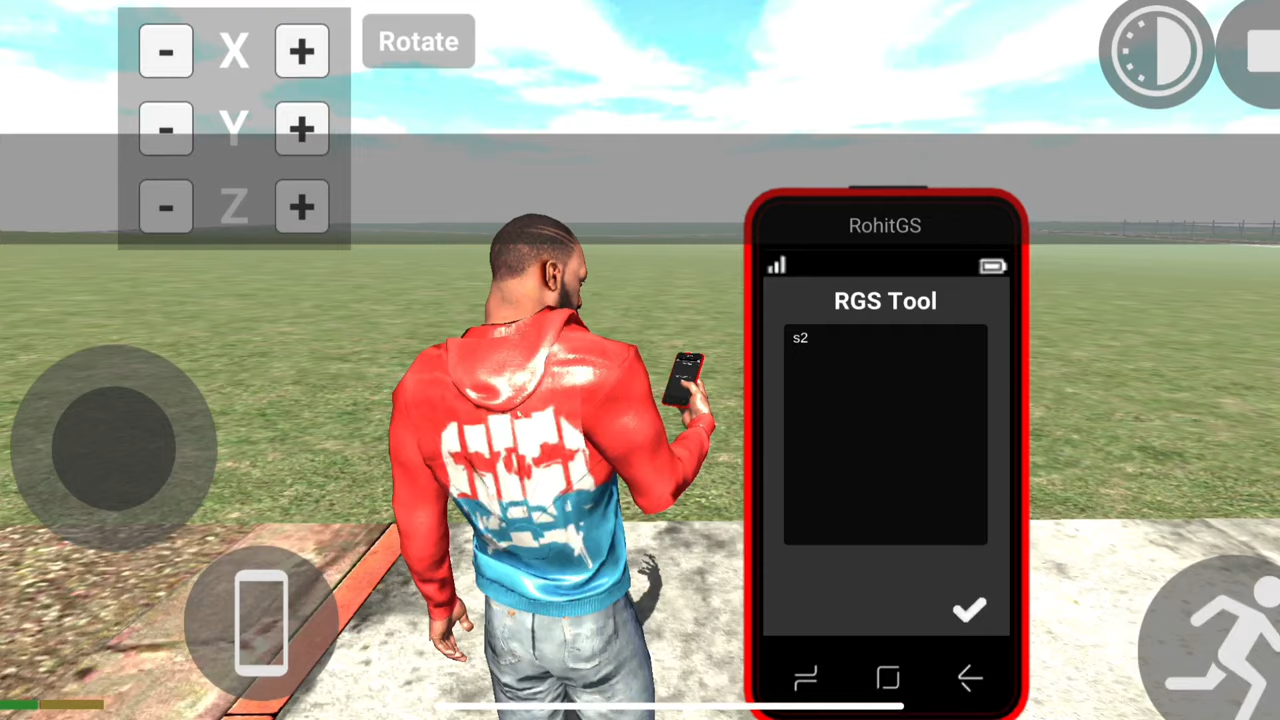 - X +
Rotate
- Y +
- Z +
RohitGS
RGS Tool
s2